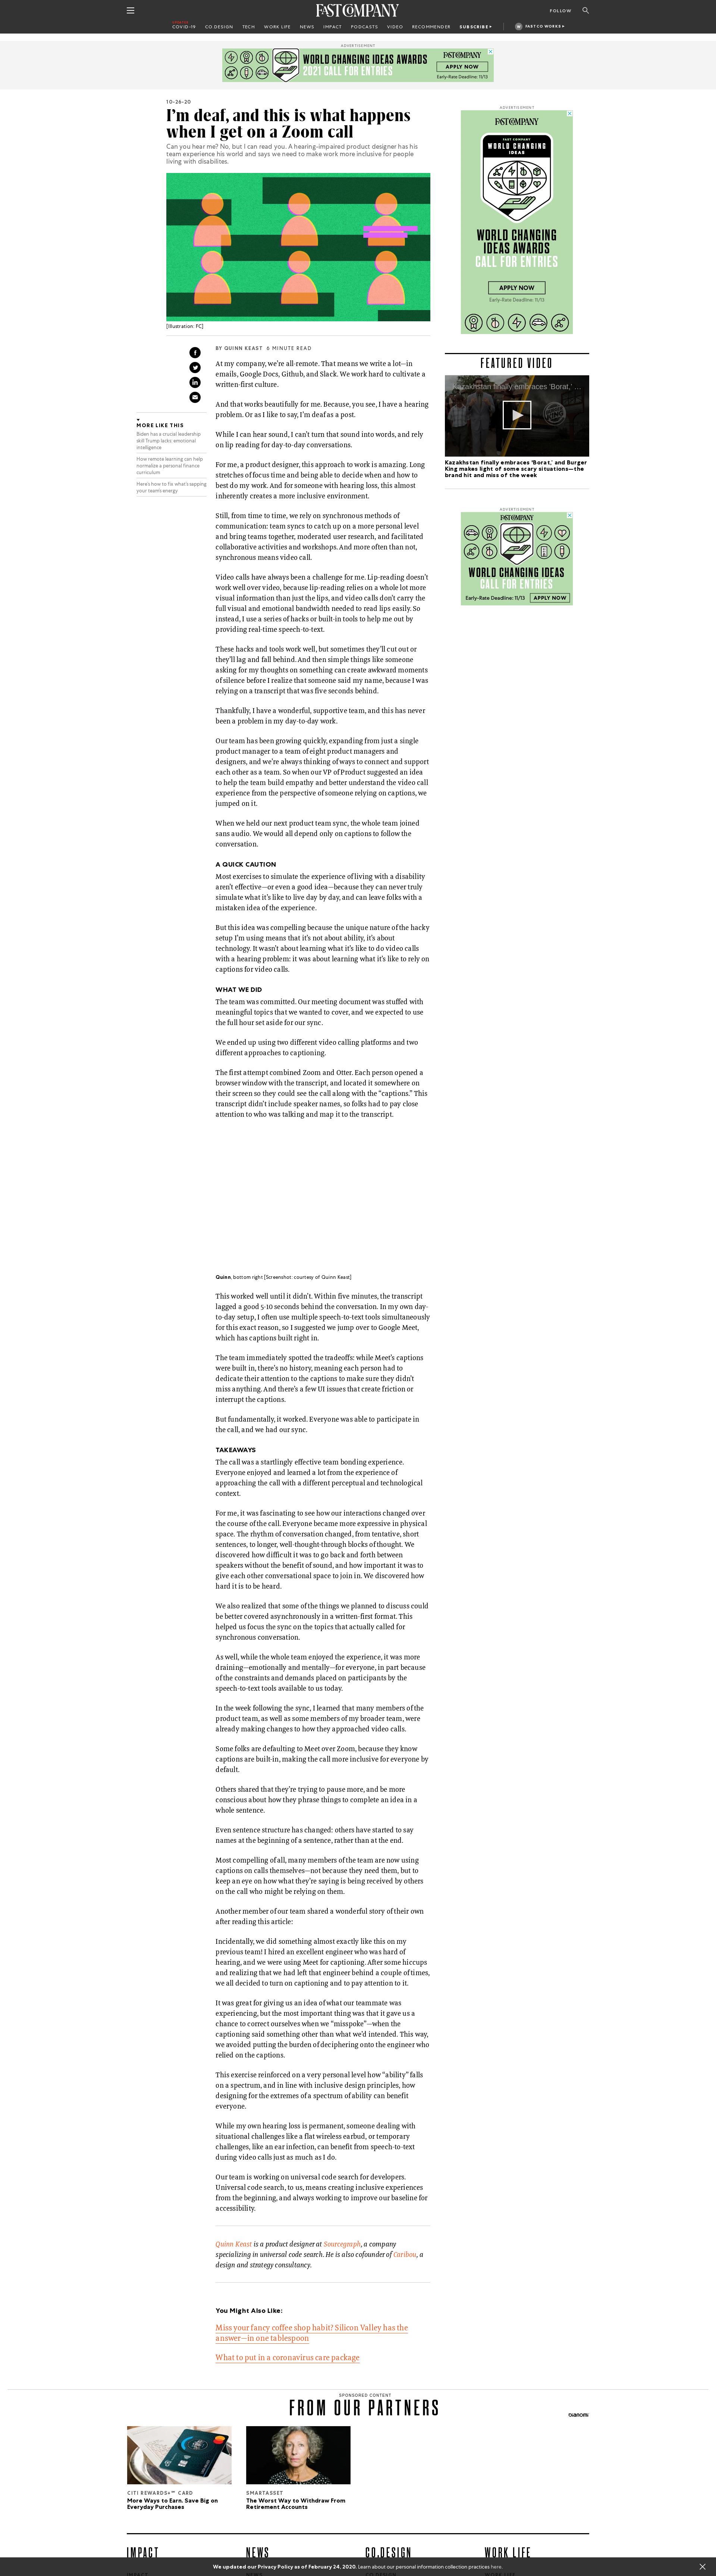 FAST COMPANY
FOLLOW
COVID-19
CO.DESIGN
TECH
WORK LIFE
NEWS
IMPACT
PODCASTS
VIDEO
RECOMMENDER
SUBSCRIBE
FASTCO WORKS
ADVERTISEMENT
WORLD CHANGING IDEAS AWARDS
2021 CALL FOR ENTRIES
FAST COMPANY
APPLY NOW
Early-Rate Deadline: 11/13
10-26-20
I'm deaf, and this is what happens
when I get on a Zoom call
Can you hear me? No, but I can read you. A hearing-impaired product designer has his
team experience his world and says we need to make work more inclusive for people
living with disabilites.
[Illustration: FC]
BY QUINN KEAST 6 MINUTE READ
MORE LIKE THIS
Biden has a crucial leadership
skill Trump lacks: emotional
intelligence
How remote learning can help
normalize a personal finance
curriculum
Here's how to fix what's sapping
your team's energy
At my company, we're all-remote. That means we write a lot—in
emails, Google Docs, Github, and Slack. We work hard to cultivate a
written-first culture.
And that works beautifully for me. Because, you see, I have a hearing
problem. Or as I like to say, I'm deaf as a post.
While I can hear sound, I can't turn that sound into words, and rely
on lip reading for day-to-day conversations.
For me, a product designer, this approach to work is amazing. Long
stretches of focus time and being able to decide when and how to best
do my work. And for someone with hearing loss, this almost
inherently creates a more inclusive environment.
Still, from time to time, we rely on synchronous methods of
communication: team syncs to catch up on a more personal level
and bring teams together, moderated user research, and facilitated
collaborative activities and workshops. And more often than not,
synchronous means video call.
Video calls have always been a challenge for me. Lip-reading doesn't
work well over video, because lip-reading relies on a whole lot more
visual information than just the lips, and video calls don't carry the
full visual and emotional bandwidth needed to read lips easily. So
instead, I use a series of hacks or built-in tools to help me out by
providing real-time speech-to-text.
These hacks and tools work well, but sometimes they'll cut out or
they'll lag and fall behind. And then simple things like someone
asking for my thoughts on something can create awkward moments
of silence before I realize that someone said my name, because I was
relying on a transcript that was five seconds behind.
Thankfully, I have a wonderful, supportive team, and this has never
been a problem in my day-to-day work.
Our team has been growing quickly, expanding from just a single
product manager to a team of eight product managers and
designers, and we're always thinking of ways to connect and support
each other as a team. So when our VP of Product suggested an idea
to help the team build empathy and better understand the video call
experience from the perspective of someone relying on captions, we
jumped on it.
When we held our next product team sync, the whole team joined
sans audio. We would all depend only on captions to follow the
conversation.
A QUICK CAUTION
Most exercises to simulate the experience of living with a disability
aren't effective—or even a good idea—because they can never truly
simulate what it's like to live day by day, and can leave folks with a
mistaken idea of the experience.
But this idea was compelling because the unique nature of the hacky
setup I'm using means that it's not about ability, it's about
technology. It wasn't about learning what it's like to do video calls
with a hearing problem: it was about learning what it's like to rely on
captions for video calls.
WHAT WE DID
The team was committed. Our meeting document was stuffed with
meaningful topics that we wanted to cover, and we expected to use
the full hour set aside for our sync.
We ended up using two different video calling platforms and two
different approaches to captioning.
The first attempt combined Zoom and Otter. Each person opened a
browser window with the transcript, and located it somewhere on
their screen so they could see the call along with the "captions." This
transcript didn't include speaker names, so folks had to pay close
attention to who was talking and map it to the transcript.
Quinn, bottom right [Screenshot: courtesy of Quinn Keast]
This worked well until it didn't. Within five minutes, the transcript
lagged a good 5-10 seconds behind the conversation. In my own day-
to-day setup, I often use multiple speech-to-text tools simultaneously
for this exact reason, so I suggested we jump over to Google Meet,
which has captions built right in.
The team immediately spotted the tradeoffs: while Meet's captions
were built in, there's no history, meaning each person had to
dedicate their attention to the captions to make sure they didn't
miss anything. And there's a few UI issues that create friction or
interrupt the captions.
But fundamentally, it worked. Everyone was able to participate in
the call, and we had our sync.
TAKEAWAYS
The call was a startlingly effective team bonding experience.
Everyone enjoyed and learned a lot from the experience of
approaching the call with a different perceptual and technological
context.
For me, it was fascinating to see how our interactions changed over
the course of the call. Everyone became more expressive in physical
space. The rhythm of conversation changed, from tentative, short
sentences, to longer, well-thought-through blocks of thought. We
discovered how difficult it was to go back and forth between
speakers without the benefit of sound, and how important it was to
give each other conversational space to join in. We discovered how
hard it is to be heard.
We also realized that some of the things we planned to discuss could
be better covered asynchronously in a written-first format. This
helped us focus the sync on the topics that actually called for
synchronous conversation.
As well, while the whole team enjoyed the experience, it was more
draining—emotionally and mentally—for everyone, in part because
of the constraints and demands placed on participants by the
speech-to-text tools available to us today.
In the week following the sync, I learned that many members of the
product team, as well as some members of my broader team, were
already making changes to how they approached video calls.
Some folks are defaulting to Meet over Zoom, because they know
captions are built-in, making the call more inclusive for everyone by
default.
Others shared that they're trying to pause more, and be more
conscious about how they phrase things to complete an idea in a
whole sentence.
Even sentence structure has changed: others have started to say
names at the beginning of a sentence, rather than at the end.
Most compelling of all, many members of the team are now using
captions on calls themselves—not because they need them, but to
keep an eye on how what they're saying is being received by others
on the call who might be relying on them.
Another member of our team shared a wonderful story of their own
after reading this article:
Incidentally, we did something almost exactly like this on my
previous team! I hired an excellent engineer who was hard of
hearing, and we were using Meet for captioning. After some hiccups
and realizing that we had left that engineer behind a couple of times,
we all decided to turn on captioning and to pay attention to it.
It was great for giving us an idea of what our teammate was
experiencing, but the most important thing was that it gave us a
chance to correct ourselves when we "misspoke"—when the
captioning said something other than what we'd intended. This way,
we avoided putting the burden of deciphering onto the engineer who
relied on the captions.
This exercise reinforced on a very personal level how "ability" falls
on a spectrum, and in line with inclusive design principles, how
designing for the extremes of a spectrum of ability can benefit
everyone.
While my own hearing loss is permanent, someone dealing with
situational challenges like a flat wireless earbud, or temporary
challenges, like an ear infection, can benefit from speech-to-text
during video calls just as much as I do.
Our team is working on universal code search for developers.
Universal code search, to us, means creating inclusive experiences
from the beginning, and always working to improve our baseline for
accessibility.
Quinn Keast is a product designer at Sourcegraph, a company
specializing in universal code search. He is also cofounder of Caribou, a
design and strategy consultancy.
You Might Also Like:
Miss your fancy coffee shop habit? Silicon Valley has the
answer—in one tablespoon
What to put in a coronavirus care package
ADVERTISEMENT
FAST COMPANY
FAST COMPANY
WORLD CHANGING IDEAS
WORLD CHANGING
IDEAS AWARDS
CALL FOR ENTRIES
APPLY NOW
Early-Rate Deadline: 11/13
FEATURED VIDEO
Kazakhstan finally embraces 'Borat,' ...
Kazakhstan finally embraces 'Borat,' and Burger
King makes light of some scary situations—the
brand hit and miss of the week
ADVERTISEMENT
FAST COMPANY
WORLD CHANGING IDEAS
CALL FOR ENTRIES
Early-Rate Deadline: 11/13
APPLY NOW
SPONSORED CONTENT
FROM OUR PARTNERS
dianomi
CITI REWARDS+℠ CARD
More Ways to Earn. Save Big on
Everyday Purchases
SMARTASSET
The Worst Way to Withdraw From
Retirement Accounts
IMPACT
NEWS
CO.DESIGN
WORK LIFE
We updated our Privacy Policy as of February 24, 2020. Learn about our personal information collection practices here.